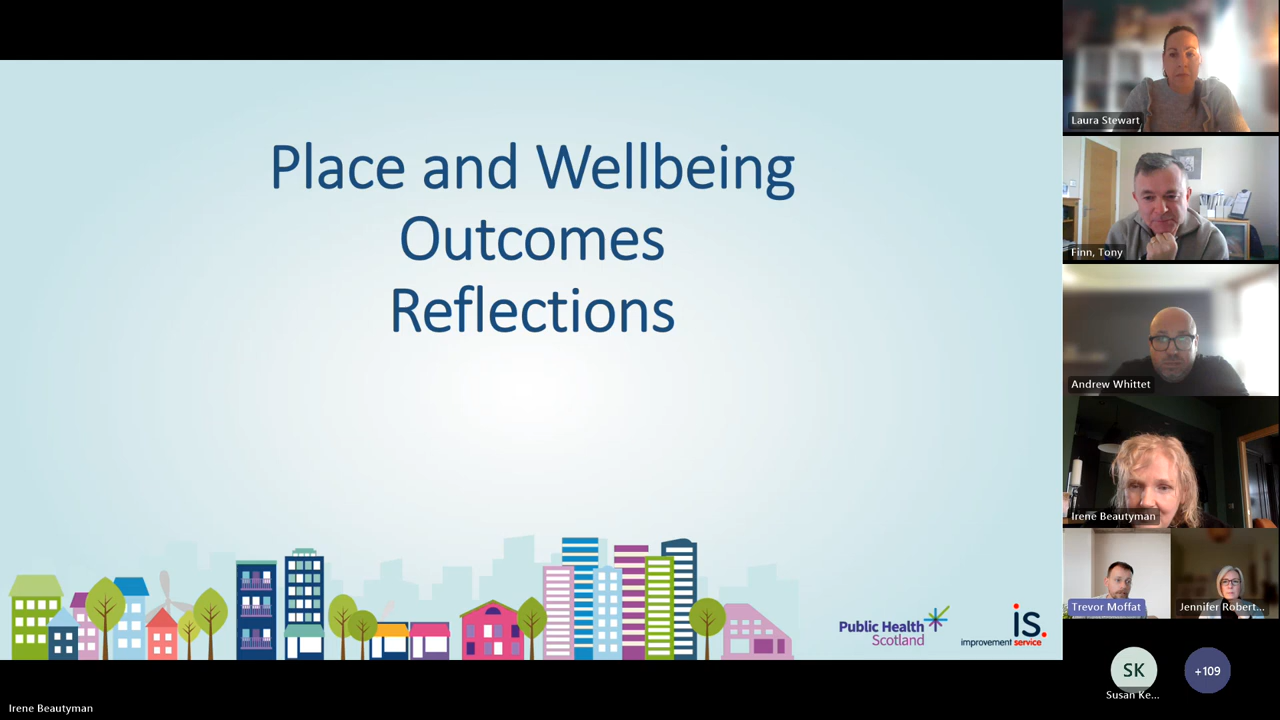 Place and Wellbeing
Outcomes
Reflections
Public Health
Scotland
is.
improvement service
Irene Beautyman
Laura Stewart
Finn, Tony
Andrew Whittet
Irene Beautyman
Trevor Moffat
Jennifer Robert...
SK
Susan Ke...
+109